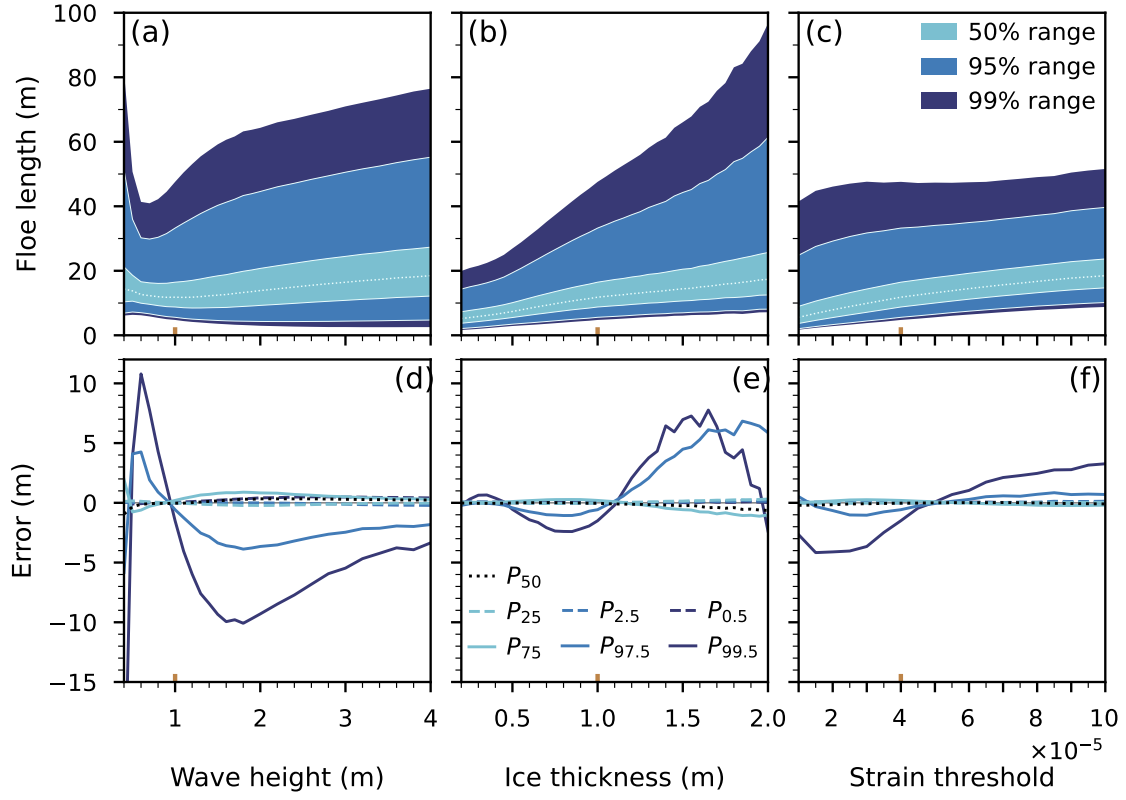 (a) (b) (c)
50% range
95% range
99% range
100
80
60
40
20
0
Floe length (m)
(d) (e) (f)
10
5
0
−5
−10
−15
Error (m)
P50
P25 P2.5 P0.5
P75 P97.5 P99.5
1 2 3 4
0.5 1.0 1.5 2.0
2 4 6 8 10
×10−5
Wave height (m) Ice thickness (m) Strain threshold